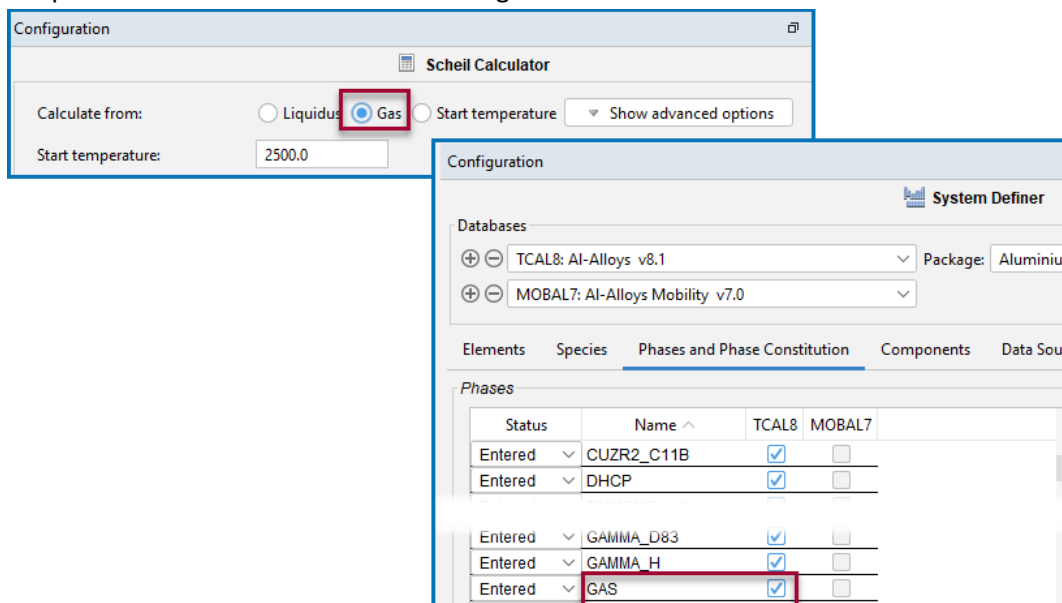 Configuration
Scheil Calculator
Calculate from:
Liquidus
Gas
Start temperature
Show advanced options
Start temperature:
2500.0
Configuration
System Definer
Databases
TCAL8: Al-Alloys v8.1
Package:
MOBAL7: Al-Alloys Mobility v7.0
Elements
Species
Phases and Phase Constitution
Components
Phases
Status
Name
TCAL8
MOBAL7
Entered
CUZR2_C11B
Entered
DHCP
Entered
GAMMA_D83
Entered
GAMMA_H
Entered
GAS